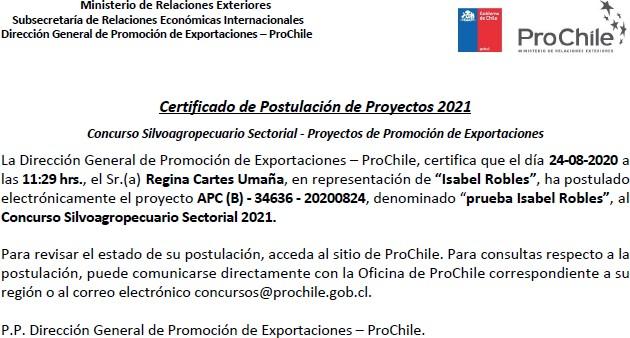 Ministerio de Relaciones Exteriores
Subsecretaría de Relaciones Económicas Internacionales
Dirección General de Promoción de Exportaciones – ProChile
Gobierno de Chile
gob.cl
ProChile
MINISTERIO DE RELACIONES EXTERIORES
Certificado de Postulación de Proyectos 2021
Concurso Silvoagropecuario Sectorial - Proyectos de Promoción de Exportaciones
La Dirección General de Promoción de Exportaciones – ProChile, certifica que el día 24-08-2020 a
las 11:29 hrs., el Sr.(a) Regina Cartes Umaña, en representación de “Isabel Robles”, ha postulado
electrónicamente el proyecto APC (B) - 34636 - 20200824, denominado “prueba Isabel Robles”, al
Concurso Silvoagropecuario Sectorial 2021.
Para revisar el estado de su postulación, acceda al sitio de ProChile. Para consultas respecto a la
postulación, puede comunicarse directamente con la Oficina de ProChile correspondiente a su
región o al correo electrónico concursos@prochile.gob.cl.
P.P. Dirección General de Promoción de Exportaciones – ProChile.